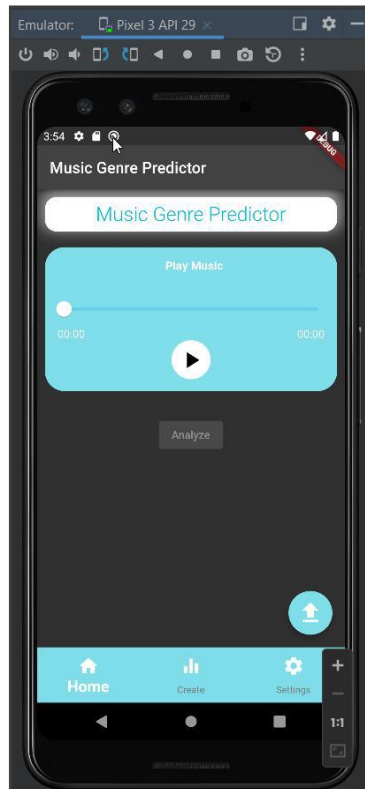 Emulator: Pixel 3 API 29
3:54
DEBUG
Music Genre Predictor
Music Genre Predictor
Play Music
00:00 00:00
Analyze
Home Create Settings
1:1